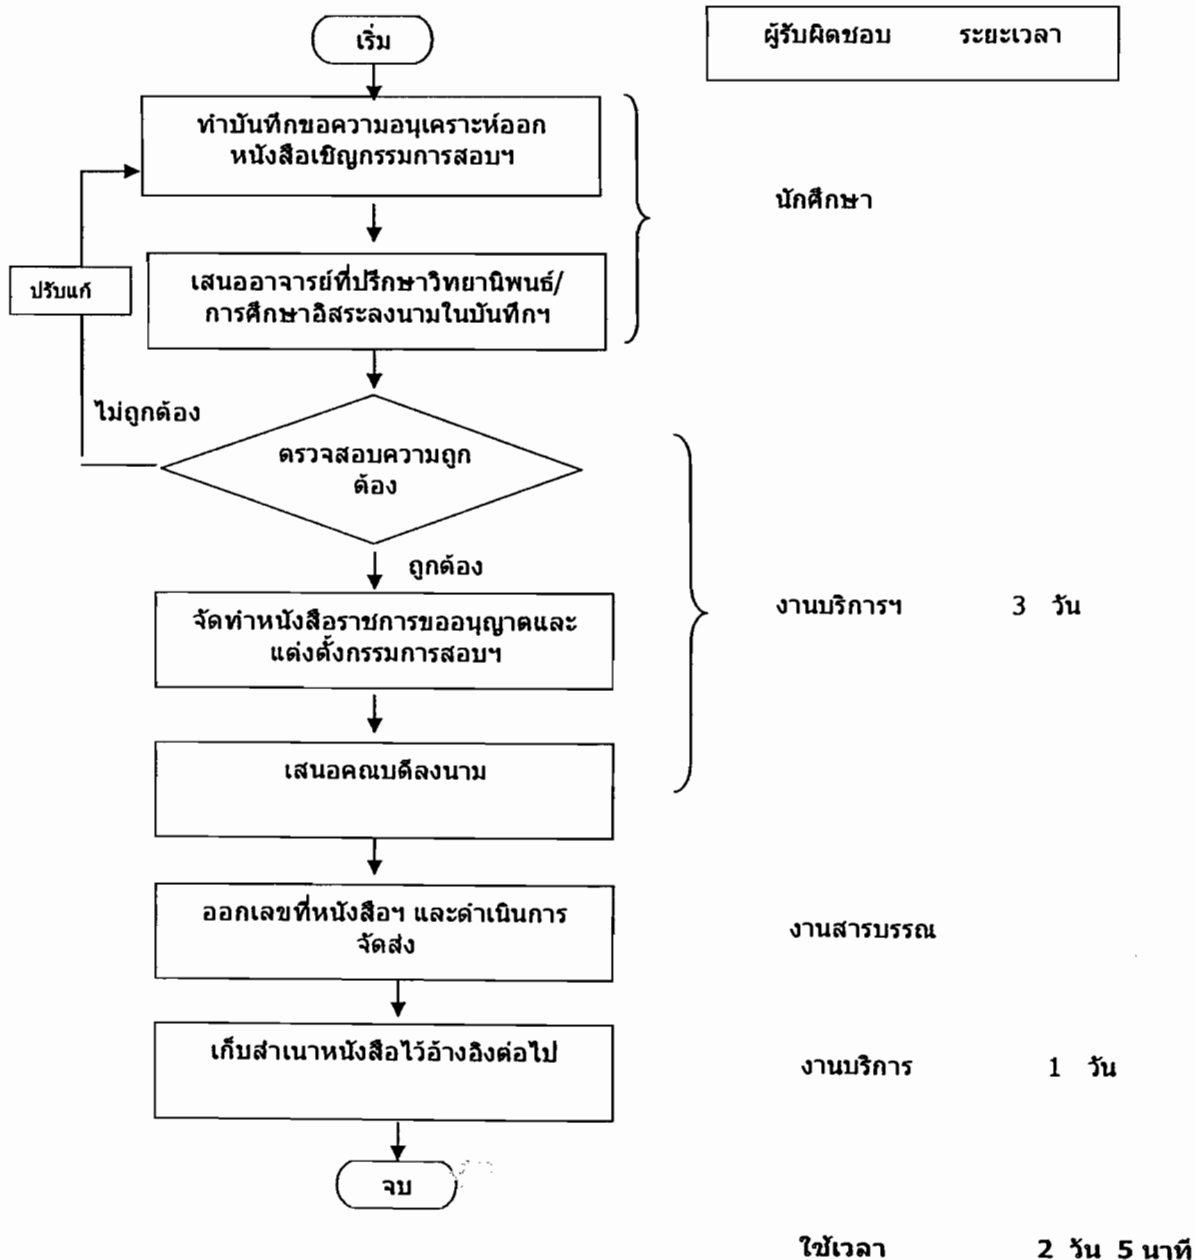 เริ่ม
ผู้รับผิดชอบ ระยะเวลา
ทำบันทึกขอความอนุเคราะห์ออก
หนังสือเชิญกรรมการสอบฯ
นักศึกษา
ปรับแก้
เสนออาจารย์ที่ปรึกษาวิทยานิพนธ์/
การศึกษาอิสระลงนามในบันทึกฯ
ไม่ถูกต้อง
ตรวจสอบความถูก
ต้อง
ถูกต้อง
จัดทำหนังสือราชการขออนุญาตและ
แต่งตั้งกรรมการสอบฯ
งานบริการฯ 3 วัน
เสนอคณบดีลงนาม
ออกเลขที่หนังสือฯ และดำเนินการ
จัดส่ง
งานสารบรรณ
เก็บสำเนาหนังสือไว้อ้างอิงต่อไป
งานบริการ 1 วัน
จบ
ใช้เวลา 2 วัน 5 นาที